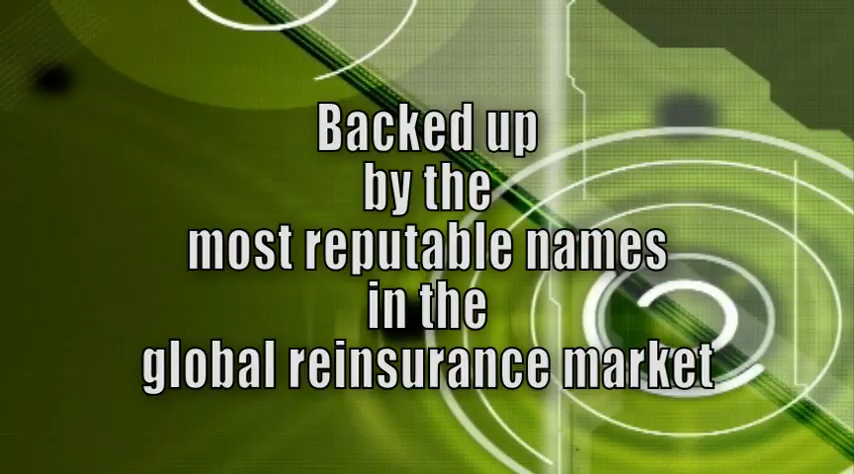 Backed up
by the
most reputable names
in the
global reinsurance market